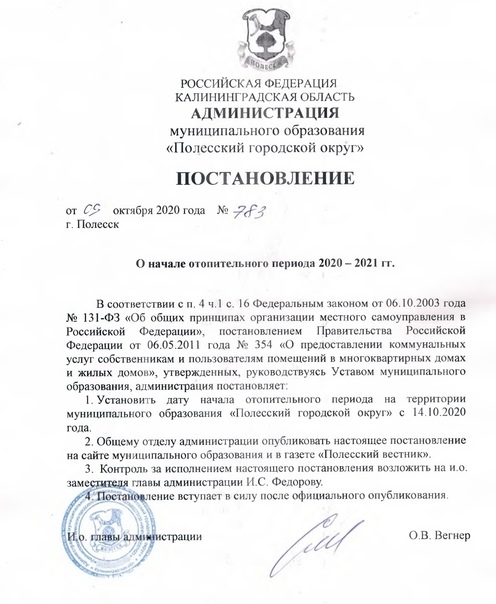 ПОЛЕССК
РОССИЙСКАЯ ФЕДЕРАЦИЯ
КАЛИНИНГРАДСКАЯ ОБЛАСТЬ
АДМИНИСТРАЦИЯ
муниципального образования
«Полесский городской округ»
ПОСТАНОВЛЕНИЕ
от 09 октября 2020 года № 783
г. Полесск
О начале отопительного периода 2020 – 2021 гг.
В соответствии с п. 4 ч.1 с. 16 Федеральным законом от 06.10.2003 года
№ 131-ФЗ «Об общих принципах организации местного самоуправления в
Российской Федерации», постановлением Правительства Российской
Федерации от 06.05.2011 года № 354 «О предоставлении коммунальных
услуг собственникам и пользователям помещений в многоквартирных домах
и жилых домов», утвержденных, руководствуясь Уставом муниципального
образования, администрация постановляет:
1. Установить дату начала отопительного периода на территории
муниципального образования «Полесский городской округ» с 14.10.2020
года.
2. Общему отделу администрации опубликовать настоящее постановление
на сайте муниципального образования и в газете «Полесский вестник».
3. Контроль за исполнением настоящего постановления возложить на и.о.
заместителя главы администрации И.С. Федорову.
4. Постановление вступает в силу после официального опубликования.
И.о. главы администрации О.В. Вегнер